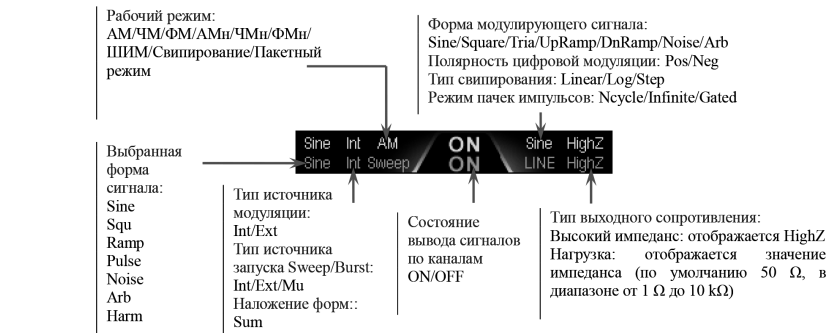 Рабочий режим:
АМ/ЧМ/ФМ/АМн/ЧМн/ФМн/
ШИМ/Свипирование/Пакетный
режим
Форма модулирующего сигнала:
Sine/Square/Tria/UpRamp/DnRamp/Noise/Arb
Полярность цифровой модуляции: Pos/Neg
Тип свипирования: Linear/Log/Step
Режим пачек импульсов: Ncycle/Infinite/Gated
Sine Int AM ON Sine HighZ
Sine Int Sweep ON LINE HighZ
Выбранная
форма
сигнала:
Sine
Squ
Ramp
Pulse
Noise
Arb
Harm
Тип источника
модуляции:
Int/Ext
Тип источника
запуска Sweep/Burst:
Int/Ext/Mu
Наложение форм::
Sum
Состояние
вывода сигналов
по каналам
ON/OFF
Тип выходного сопротивления:
Высокий импеданс: отображается HighZ
Нагрузка: отображается значение
импеданса (по умолчанию 50 Ω, в
диапазоне от 1 Ω до 10 kΩ)